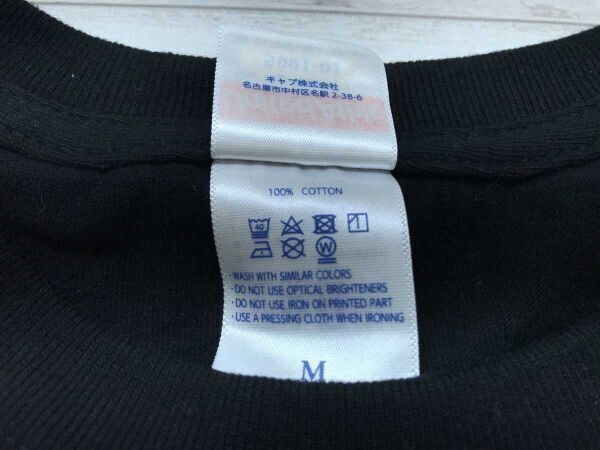 5001-01
キャブ株式会社
名古屋市中村区名駅 2-38-6
100% COTTON
40
W
・WASH WITH SIMILAR COLORS
・DO NOT USE OPTICAL BRIGHTENERS
・DO NOT USE IRON ON PRINTED PART
・USE A PRESSING CLOTH WHEN IRONING
M